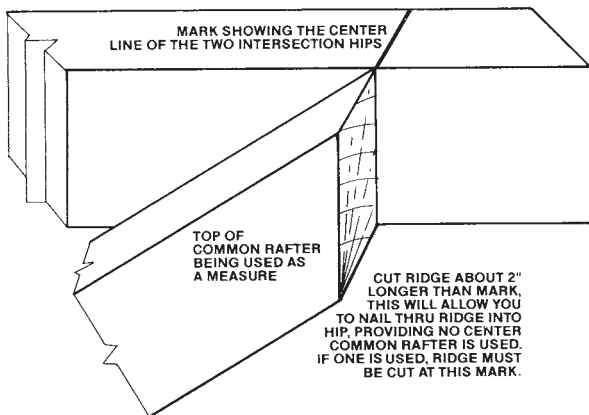 MARK SHOWING THE CENTER
LINE OF THE TWO INTERSECTION HIPS
TOP OF
COMMON RAFTER
BEING USED AS
A MEASURE
CUT RIDGE ABOUT 2"
LONGER THAN MARK,
THIS WILL ALLOW YOU
TO NAIL THRU RIDGE INTO
HIP, PROVIDING NO CENTER
COMMON RAFTER IS USED.
IF ONE IS USED, RIDGE MUST
BE CUT AT THIS MARK.